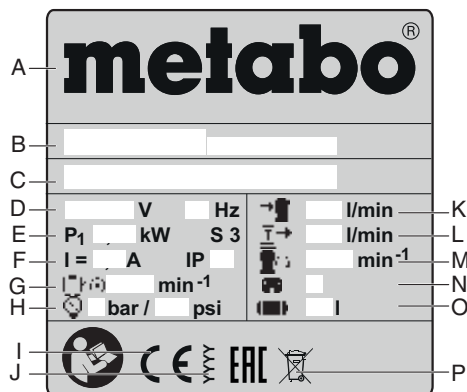 metabo®
A
B
C
D V Hz
E P1 , kW S 3
F I = , A IP
G min-1
H bar / psi
l/min K
l/min L
min-1 M
N
l O
I
J
CE EAC
P